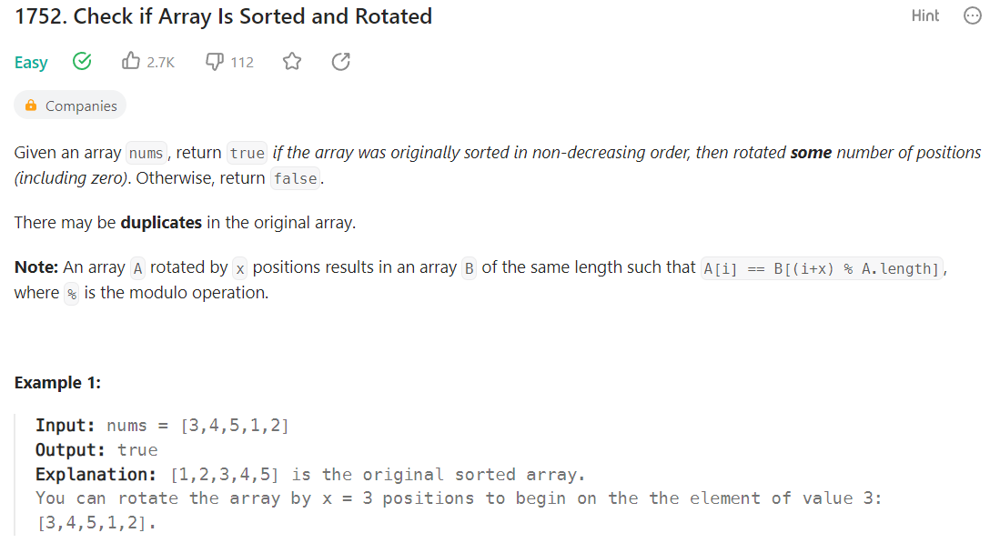 1752. Check if Array Is Sorted and Rotated
Hint
Easy 2.7K 112
Companies
Given an array nums, return true if the array was originally sorted in non-decreasing order, then rotated some number of positions
(including zero). Otherwise, return false.
There may be duplicates in the original array.
Note: An array A rotated by x positions results in an array B of the same length such that A[i] == B[(i+x) % A.length],
where % is the modulo operation.
Example 1:
Input: nums = [3,4,5,1,2]
Output: true
Explanation: [1,2,3,4,5] is the original sorted array.
You can rotate the array by x = 3 positions to begin on the the element of value 3:
[3,4,5,1,2].